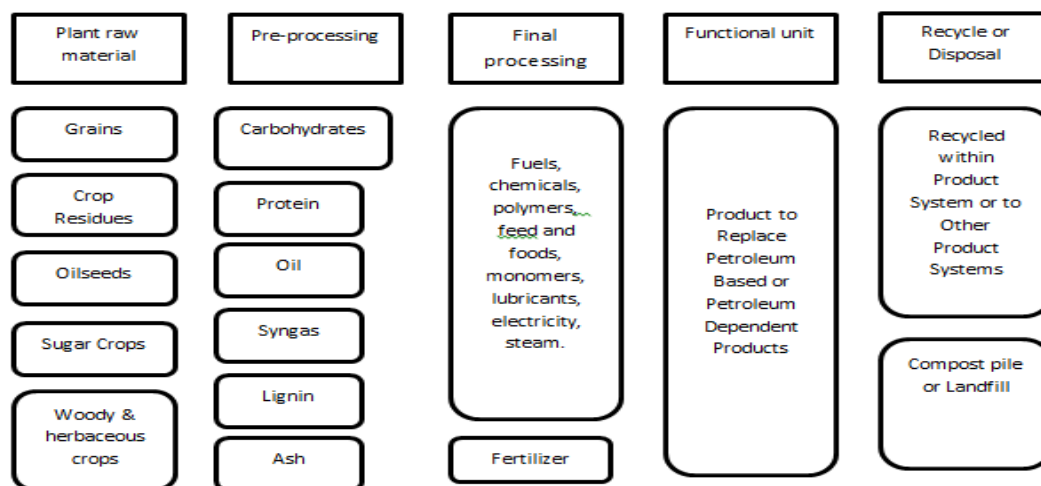 Plant raw
material
Pre-processing
Final
processing
Functional unit
Recycle or
Disposal
Grains
Crop
Residues
Oilseeds
Sugar Crops
Woody &
herbaceous
crops
Carbohydrates
Protein
Oil
Syngas
Lignin
Ash
Fuels,
chemicals,
polymers,
feed and
foods,
monomers,
lubricants,
electricity,
steam.
Fertilizer
Product to
Replace
Petroleum
Based or
Petroleum
Dependent
Products
Recycled
within
Product
System or to
Other
Product
Systems
Compost pile
or Landfill